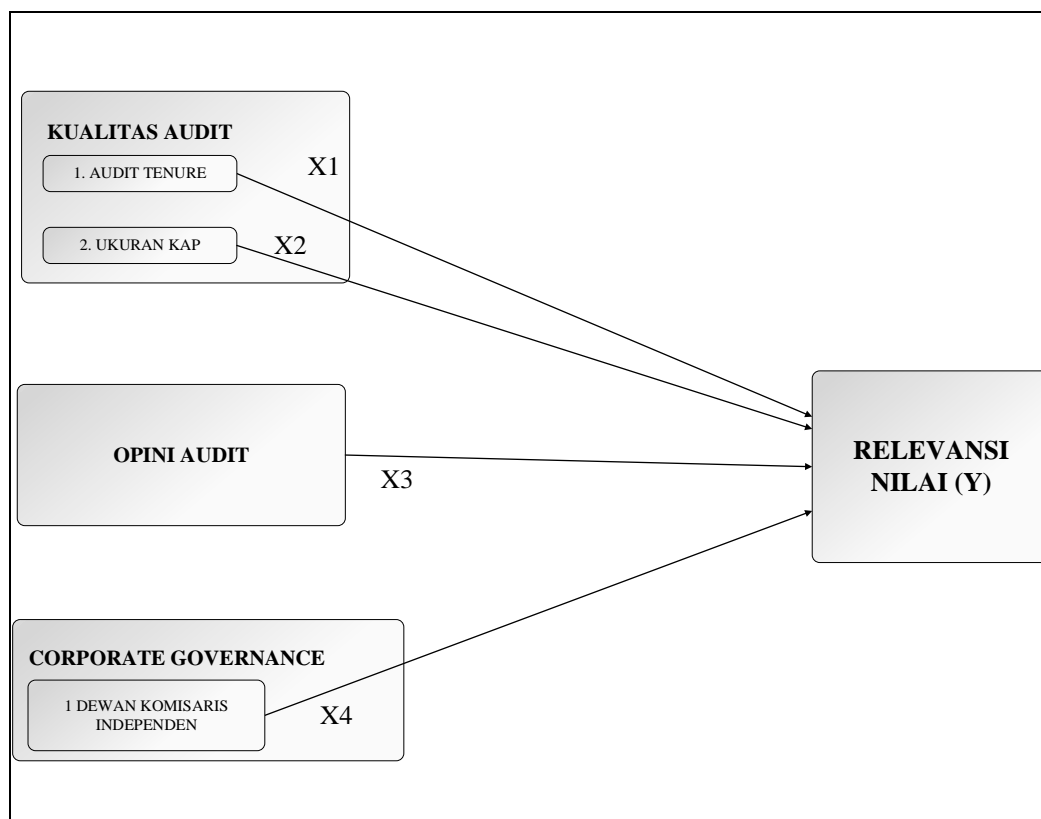 KUALITAS AUDIT
1. AUDIT TENURE
X1
2. UKURAN KAP
X2
OPINI AUDIT
X3
RELEVANSI
NILAI (Y)
CORPORATE GOVERNANCE
1 DEWAN KOMISARIS
INDEPENDEN
X4